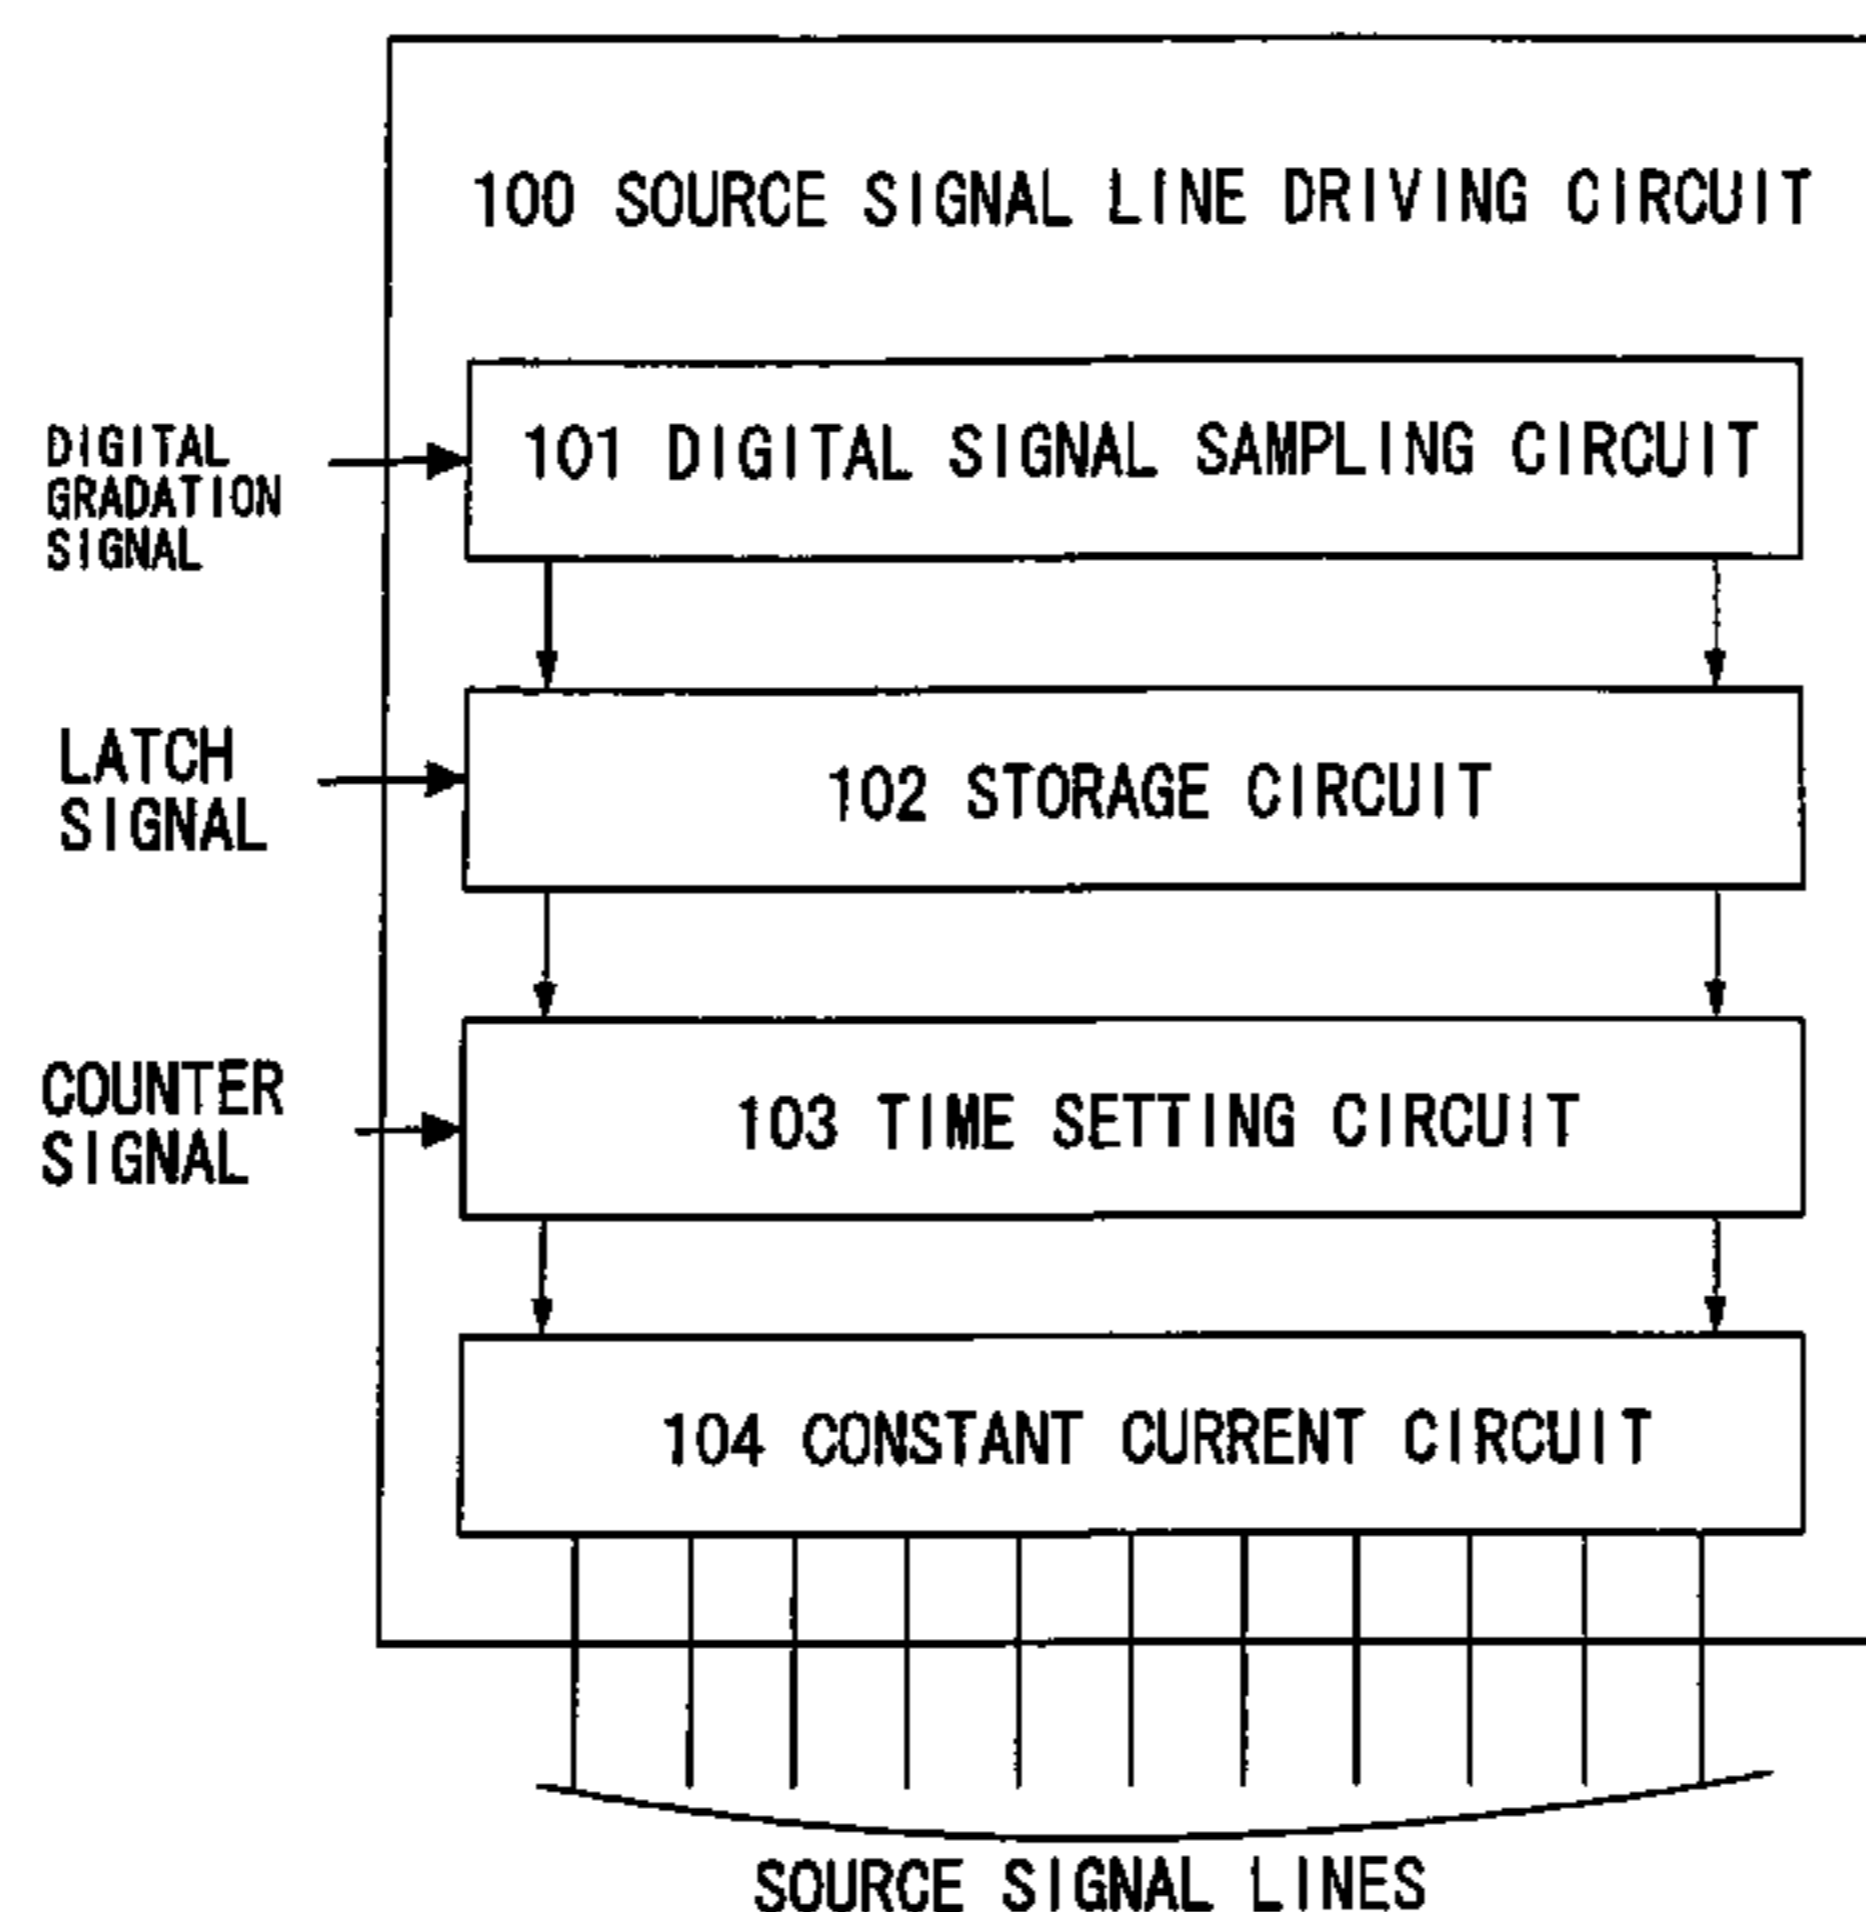 100 SOURCE SIGNAL LINE DRIVING CIRCUIT
DIGITAL
GRADATION
SIGNAL
101 DIGITAL SIGNAL SAMPLING CIRCUIT
LATCH
SIGNAL
102 STORAGE CIRCUIT
COUNTER
SIGNAL
103 TIME SETTING CIRCUIT
104 CONSTANT CURRENT CIRCUIT
SOURCE SIGNAL LINES